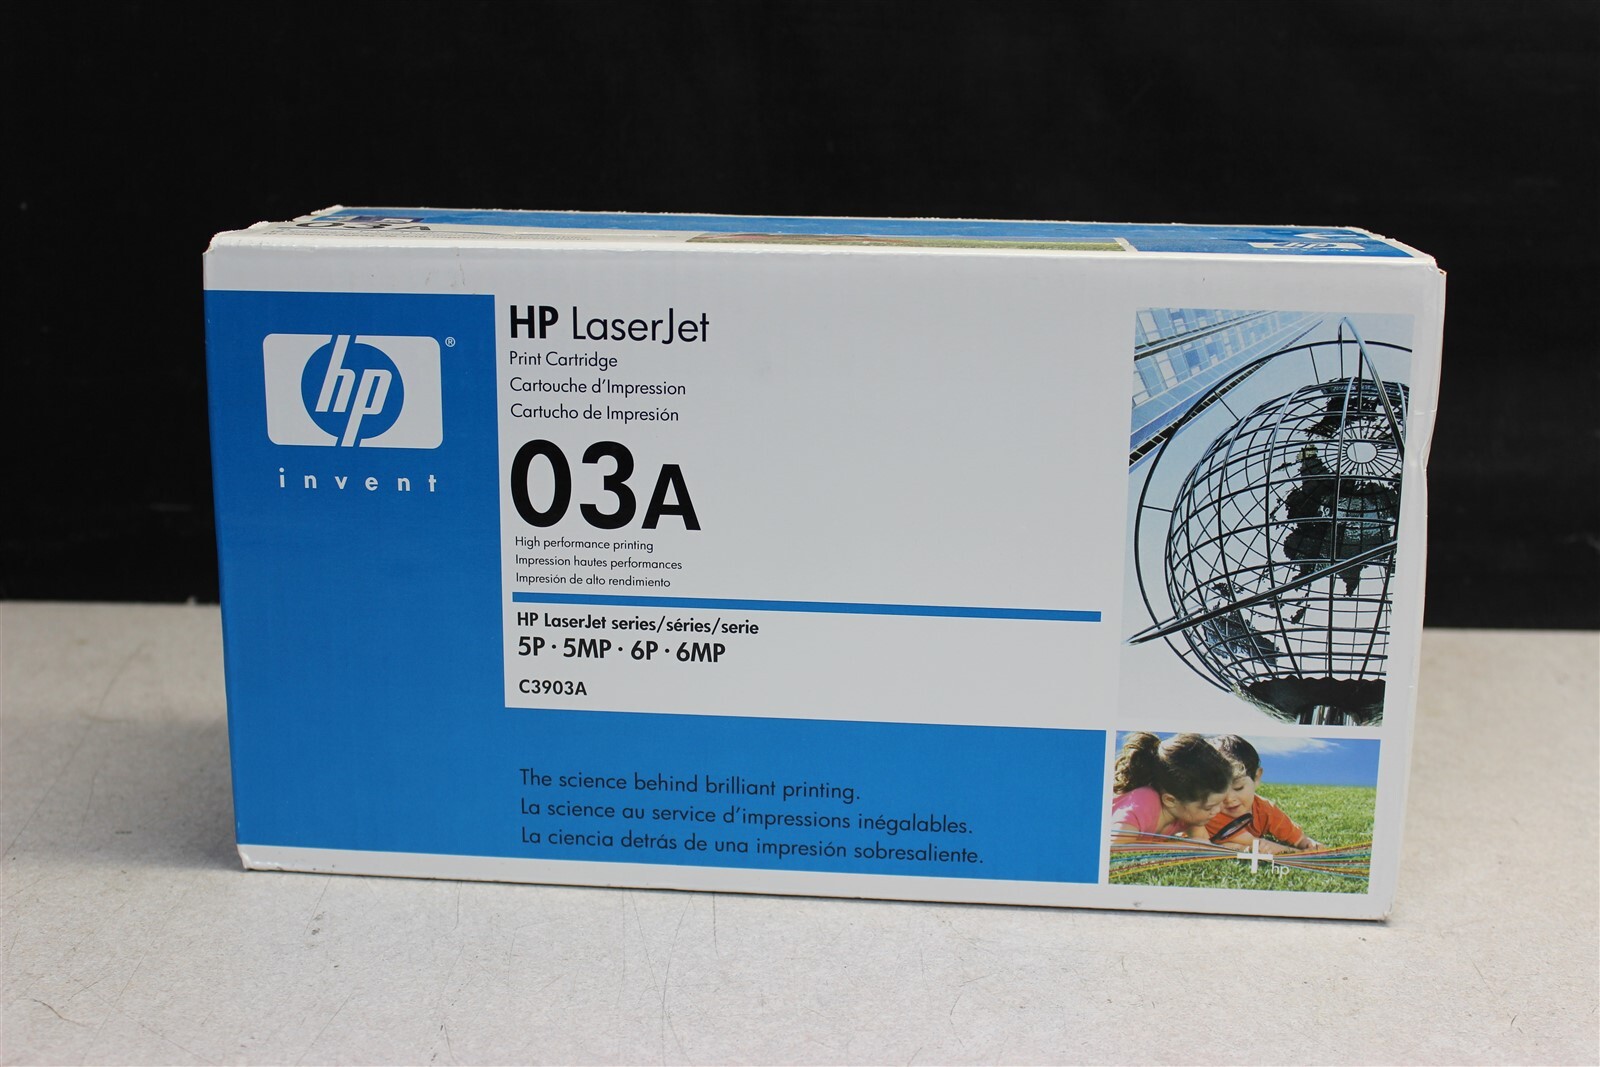 03A
hp
hp®
invent
HP LaserJet
Print Cartridge
Cartouche d'Impression
Cartucho de Impresión
03A
High performance printing
Impression hautes performances
Impresión de alto rendimiento
HP LaserJet series/séries/serie
5P · 5MP · 6P · 6MP
C3903A
The science behind brilliant printing.
La science au service d'impressions inégalables.
La ciencia detrás de una impresión sobresaliente.
+hp